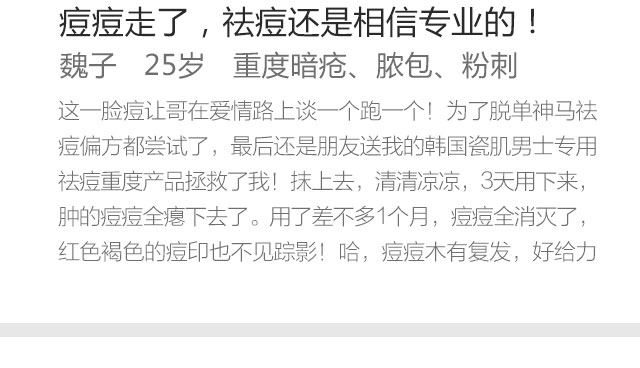 痘痘走了，祛痘还是相信专业的！
魏子　25岁　重度暗疮、脓包、粉刺
这一脸痘让哥在爱情路上谈一个跑一个！为了脱单神马祛
痘偏方都尝试了，最后还是朋友送我的韩国瓷肌男士专用
祛痘重度产品拯救了我！抹上去，清清凉凉，3天用下来，
肿的痘痘全瘪下去了。用了差不多1个月，痘痘全消灭了，
红色褐色的痘印也不见踪影！哈，痘痘木有复发，好给力